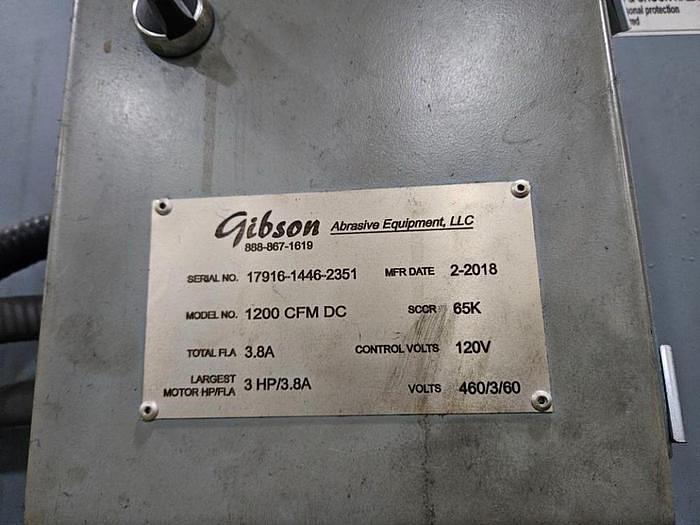 onal protection
Gibson Abrasive Equipment, LLC
888-867-1619
SERIAL NO. 17916-1446-2351 MFR DATE 2-2018
MODEL NO. 1200 CFM DC SCCR 65K
TOTAL FLA 3.8A CONTROL VOLTS 120V
LARGEST
MOTOR HP/FLA 3 HP/3.8A VOLTS 460/3/60